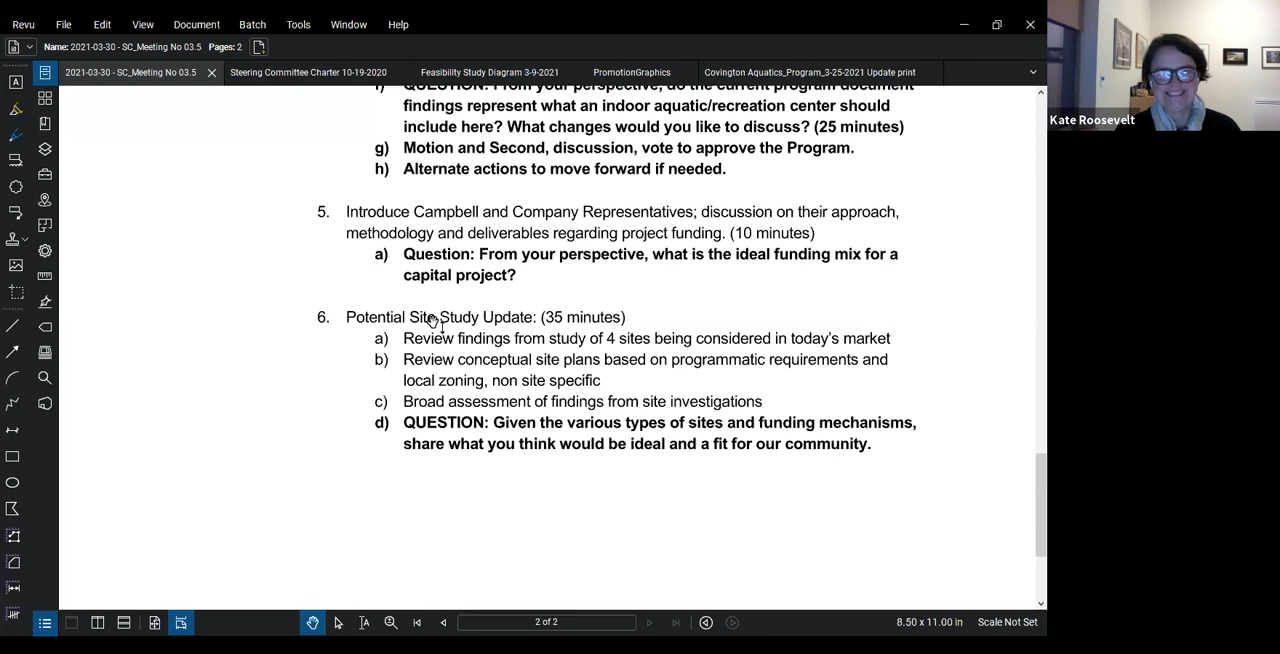 Revu File Edit View Document Batch Tools Window Help
Name: 2021-03-30 - SC_Meeting No 03.5 Pages: 2
2021-03-30 - SC_Meeting No 03.5 Steering Committee Charter 10-19-2020 Feasibility Study Diagram 3-9-2021 PromotionGraphics Covington Aquatics_Program_3-25-2021 Update print
QUESTION: From your perspective, do the current program document
findings represent what an indoor aquatic/recreation center should
include here? What changes would you like to discuss? (25 minutes)
g) Motion and Second, discussion, vote to approve the Program.
h) Alternate actions to move forward if needed.
5. Introduce Campbell and Company Representatives; discussion on their approach,
methodology and deliverables regarding project funding. (10 minutes)
a) Question: From your perspective, what is the ideal funding mix for a
capital project?
6. Potential Site Study Update: (35 minutes)
a) Review findings from study of 4 sites being considered in today's market
b) Review conceptual site plans based on programmatic requirements and
local zoning, non site specific
c) Broad assessment of findings from site investigations
d) QUESTION: Given the various types of sites and funding mechanisms,
share what you think would be ideal and a fit for our community.
2 of 2
8.50 x 11.00 in Scale Not Set
Kate Roosevelt